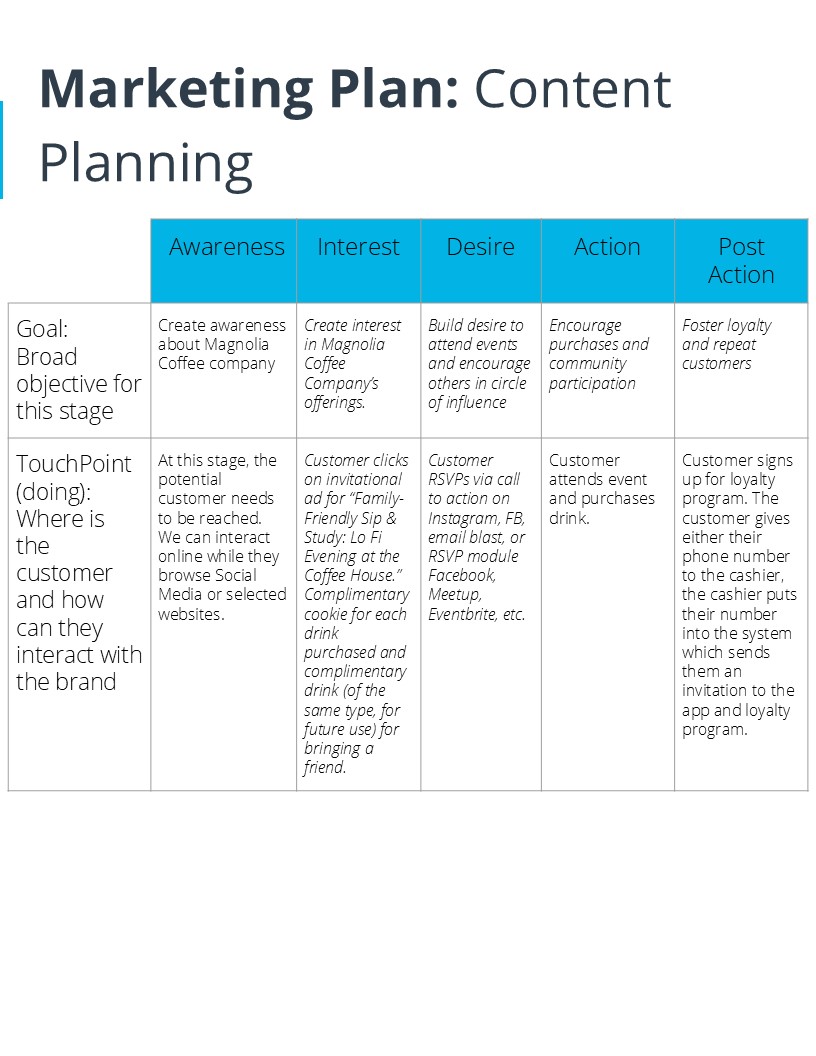 Marketing Plan: Content
Planning
Awareness
Interest
Desire
Action
Post
Action
Goal:
Broad
objective for
this stage
Create awareness
about Magnolia
Coffee company
Create interest
in Magnolia
Coffee
Company’s
offerings.
Build desire to
attend events
and encourage
others in circle
of influence
Encourage
purchases and
community
participation
Foster loyalty
and repeat
customers
TouchPoint
(doing):
Where is
the
customer
and how
can they
interact with
the brand
At this stage, the
potential
customer needs
to be reached.
We can interact
online while they
browse Social
Media or selected
websites.
Customer clicks
on invitational
ad for “Family-
Friendly Sip &
Study: Lo Fi
Evening at the
Coffee House.”
Complimentary
cookie for each
drink
purchased and
complimentary
drink (of the
same type, for
future use) for
bringing a
friend.
Customer
RSVPs via call
to action on
Instagram, FB,
email blast, or
RSVP module
Facebook,
Meetup,
Eventbrite, etc.
Customer
attends event
and purchases
drink.
Customer signs
up for loyalty
program. The
customer gives
either their
phone number
to the cashier,
the cashier puts
their number
into the system
which sends
them an
invitation to the
app and loyalty
program.